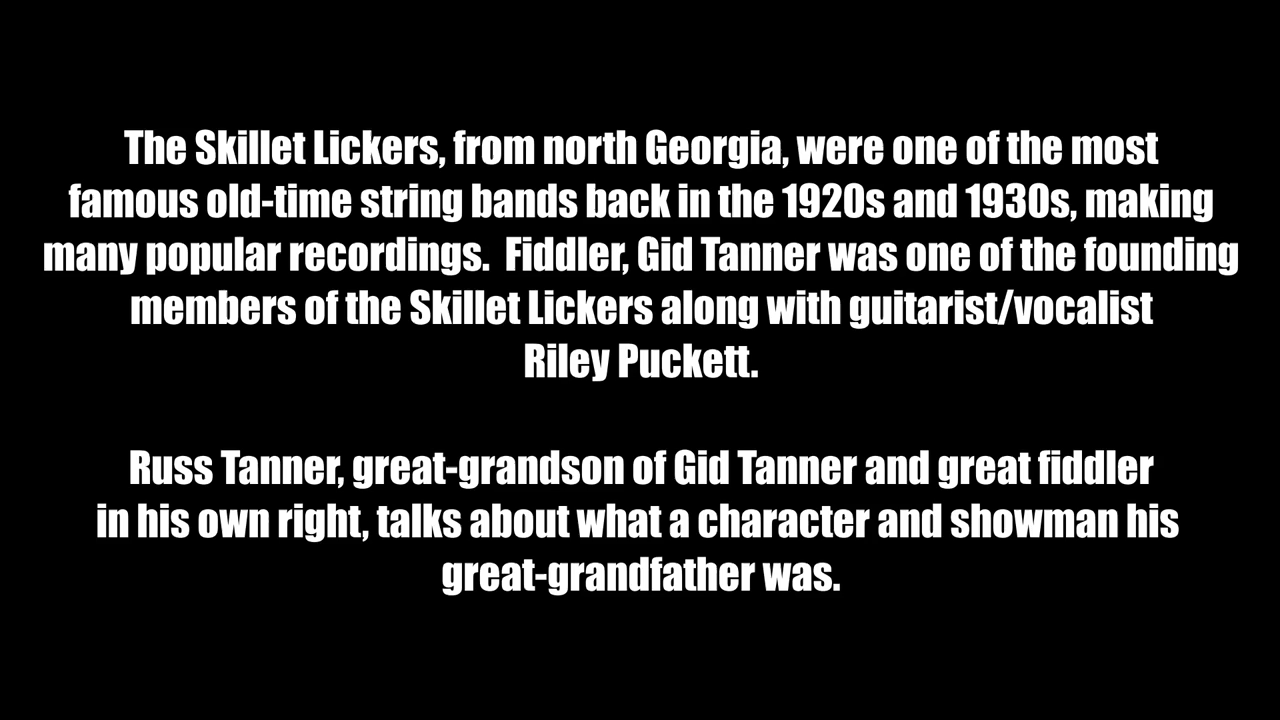 The Skillet Lickers, from north Georgia, were one of the most
famous old-time string bands back in the 1920s and 1930s, making
many popular recordings.  Fiddler, Gid Tanner was one of the founding
members of the Skillet Lickers along with guitarist/vocalist
Riley Puckett.
Russ Tanner, great-grandson of Gid Tanner and great fiddler
in his own right, talks about what a character and showman his
great-grandfather was.